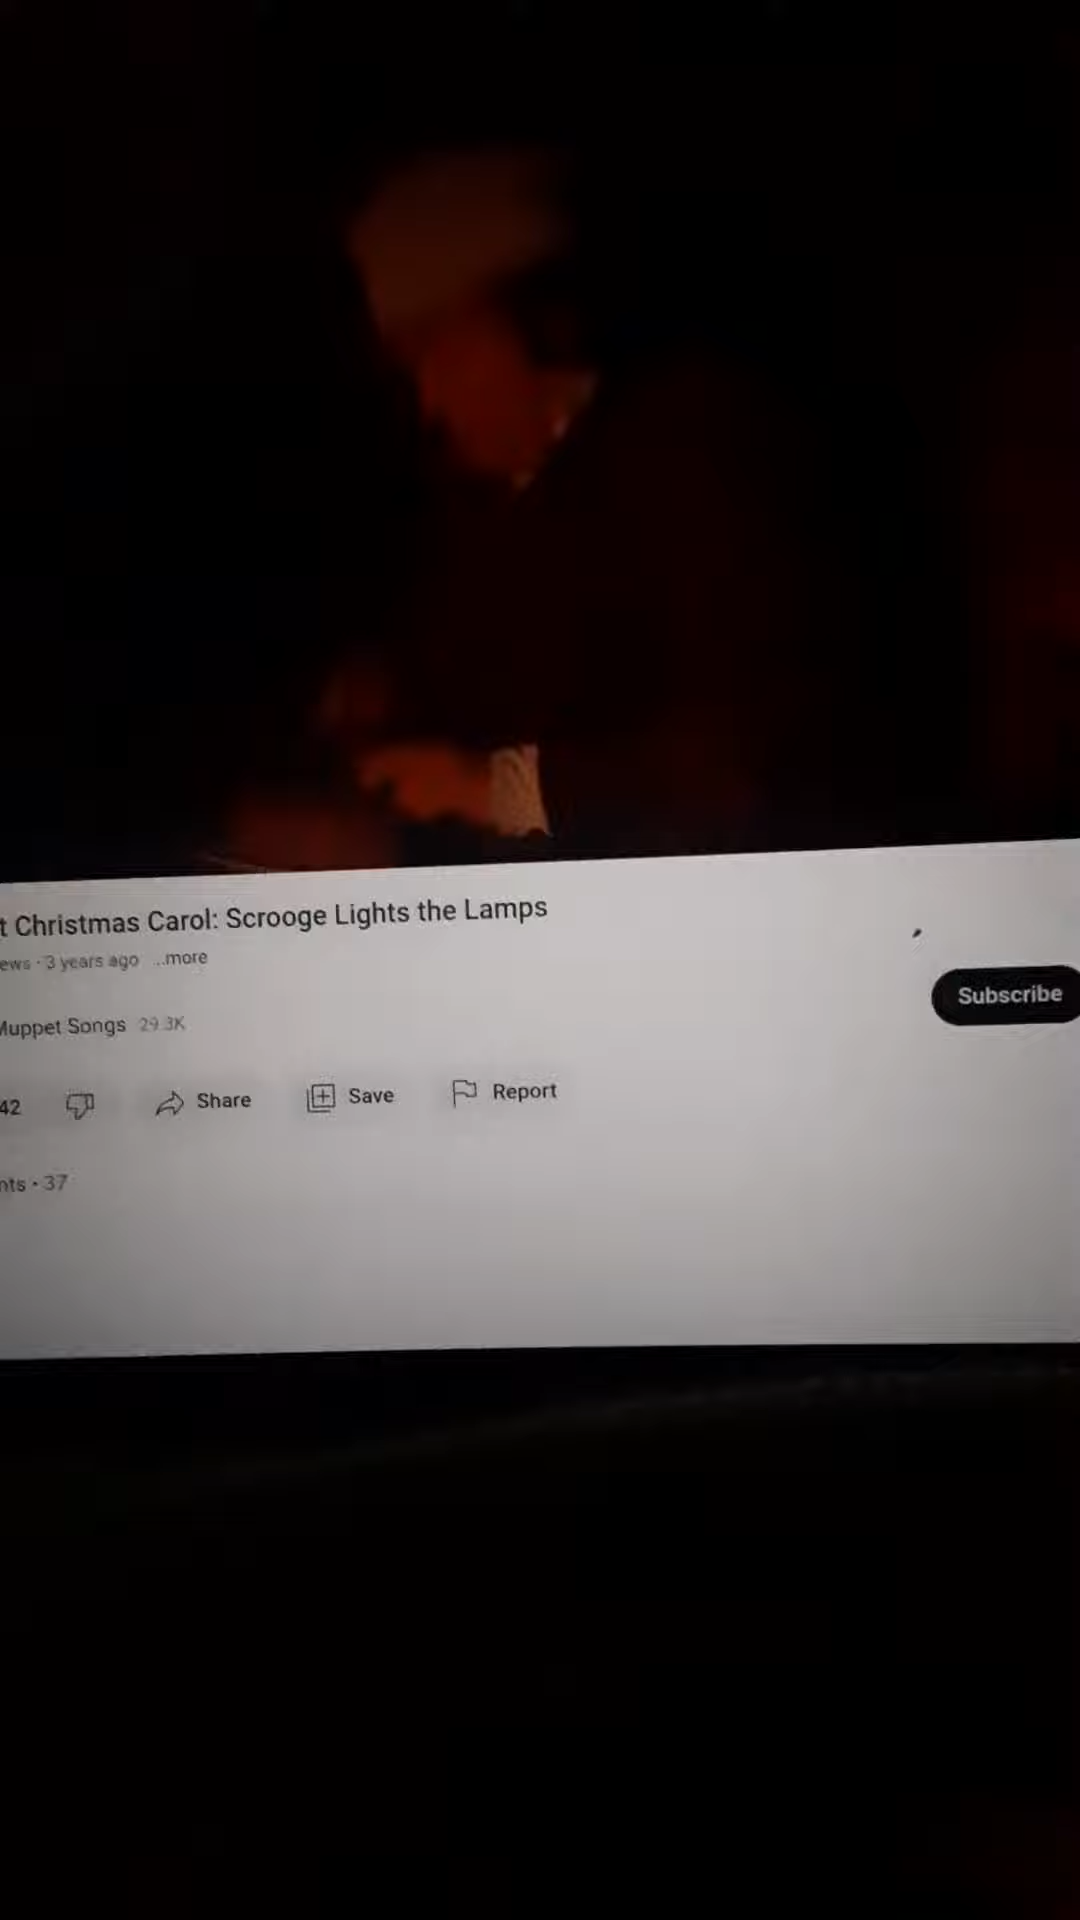 t Christmas Carol: Scrooge Lights the Lamps
ews · 3 years ago ...more
Muppet Songs 29.3K
Subscribe
42 Share Save Report
nts · 37